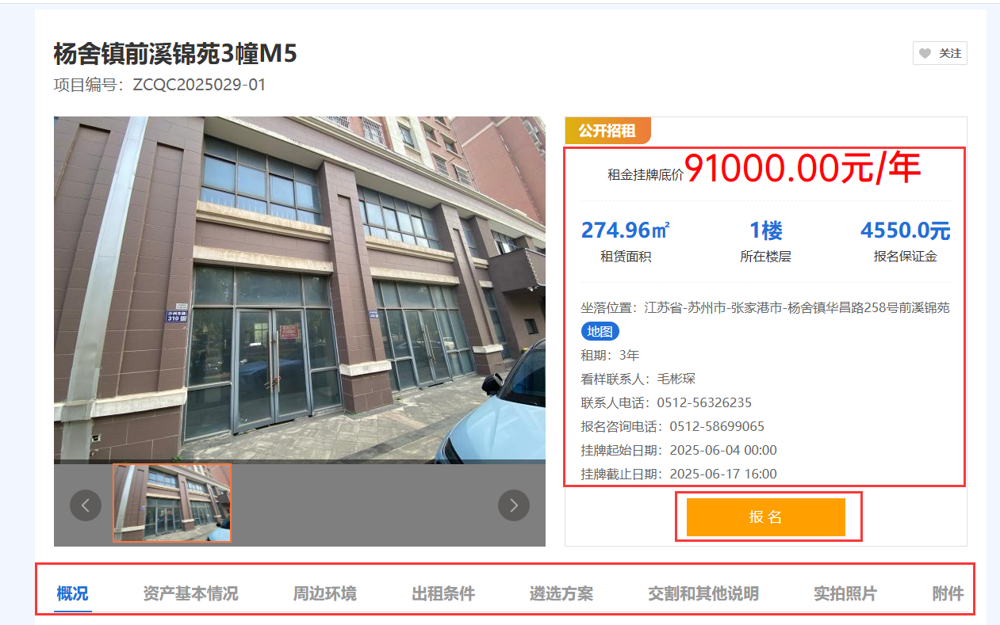 杨舍镇前溪锦苑3幢M5
关注
项目编号：ZCQC2025029-01
310
公开招租
租金挂牌底价91000.00元/年
274.96㎡ 1楼 4550.0元
租赁面积 所在楼层 报名保证金
坐落位置：江苏省-苏州市-张家港市-杨舍镇华昌路258号前溪锦苑
地图
租期：3年
看样联系人：毛彬琛
联系人电话：0512-56326235
报名咨询电话：0512-58699065
挂牌起始日期：2025-06-04 00:00
挂牌截止日期：2025-06-17 16:00
报 名
概况 资产基本情况 周边环境 出租条件 遴选方案 交割和其他说明 实拍照片 附件